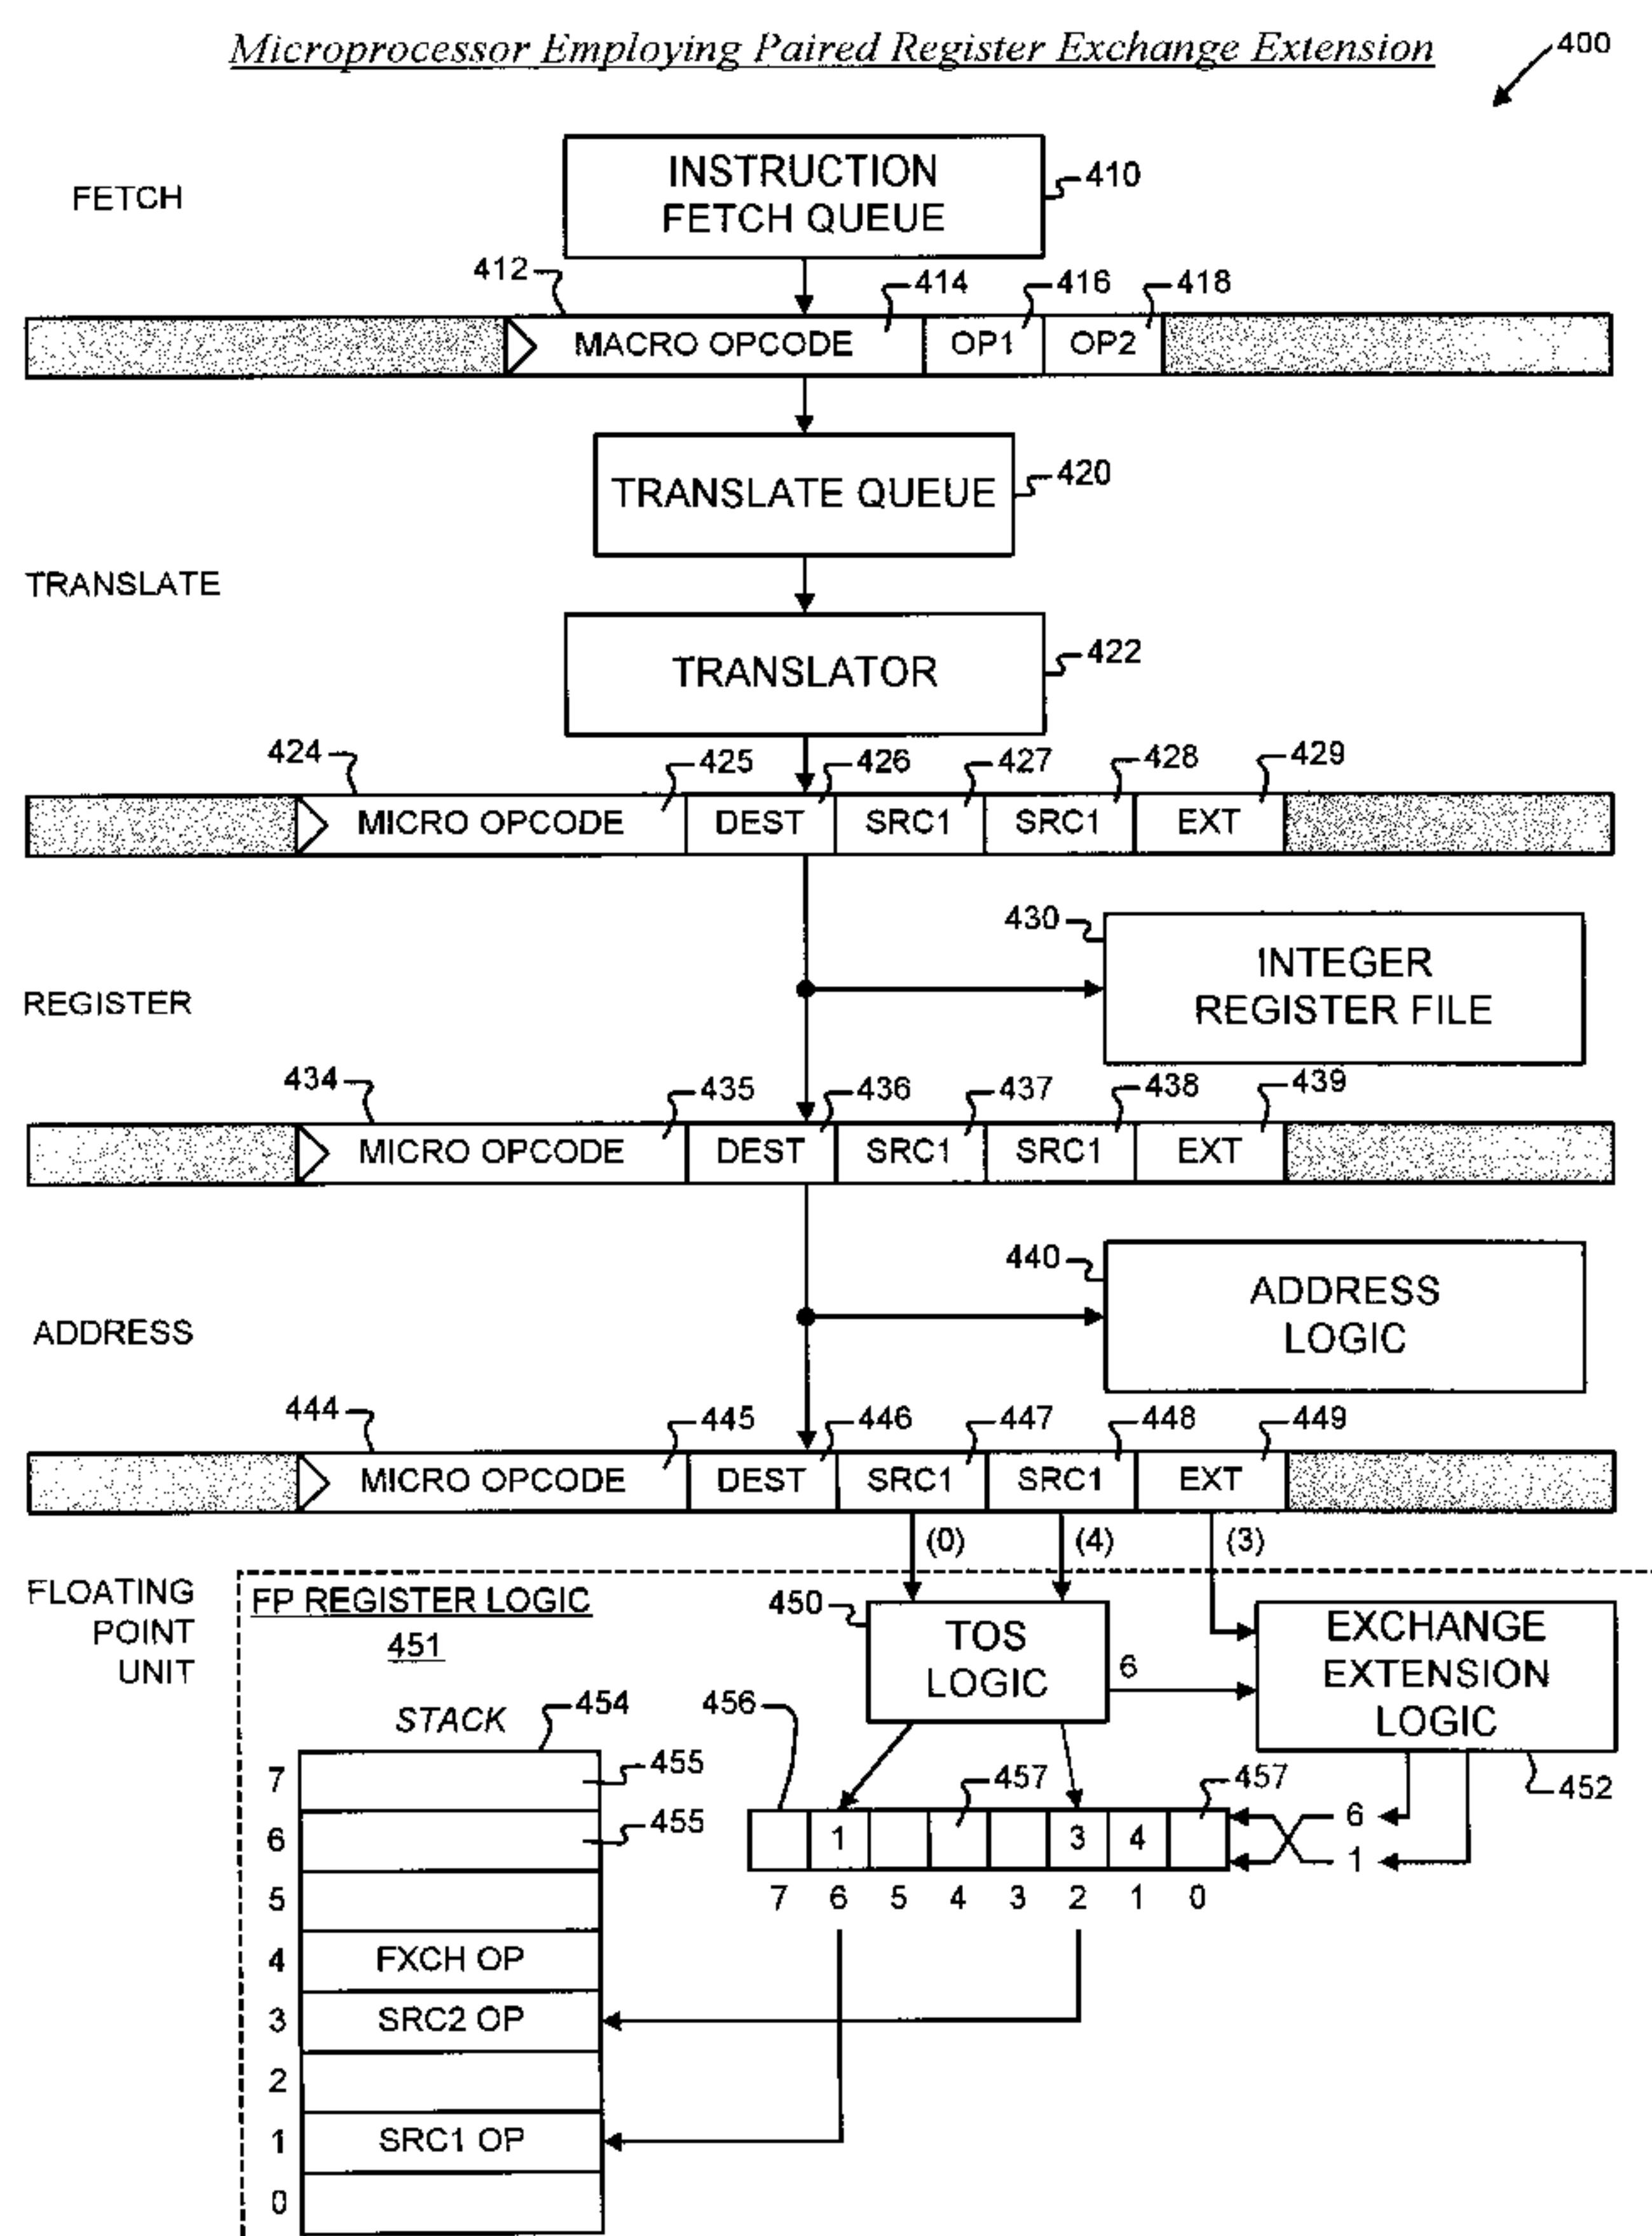 Microprocessor Employing Paired Register Exchange Extension
400
FETCH
INSTRUCTION
FETCH QUEUE
410
412
414
416
418
MACRO OPCODE OP1 OP2
TRANSLATE QUEUE
420
TRANSLATE
TRANSLATOR
422
424
425
426
427
428
429
MICRO OPCODE DEST SRC1 SRC1 EXT
430
INTEGER
REGISTER FILE
REGISTER
434
435
436
437
438
439
MICRO OPCODE DEST SRC1 SRC1 EXT
440
ADDRESS
LOGIC
ADDRESS
444
445
446
447
448
449
MICRO OPCODE DEST SRC1 SRC1 EXT
(0) (4) (3)
FLOATING
POINT
UNIT
FP REGISTER LOGIC
451
450
TOS
LOGIC
6
EXCHANGE
EXTENSION
LOGIC
452
STACK
454
456
457
457
7
455
6
455
5
4 FXCH OP
3 SRC2 OP
2
1 SRC1 OP
0
1 3 4
7 6 5 4 3 2 1 0
6
1